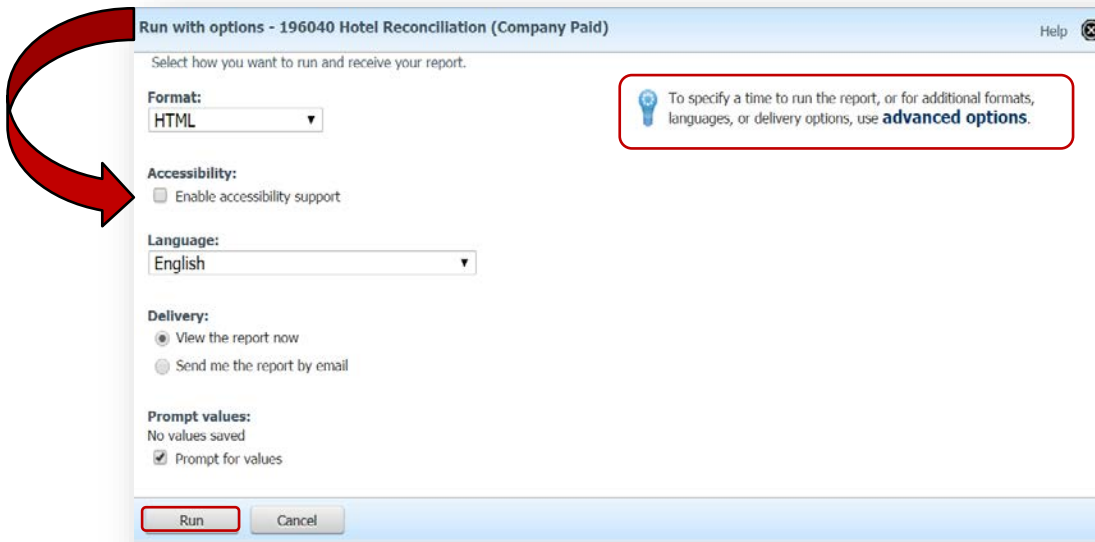 Run with options - 196040 Hotel Reconciliation (Company Paid)
Help
Select how you want to run and receive your report.
To specify a time to run the report, or for additional formats,
languages, or delivery options, use advanced options.
Format:
HTML
Accessibility:
Enable accessibility support
Language:
English
Delivery:
View the report now
Send me the report by email
Prompt values:
No values saved
Prompt for values
Run
Cancel